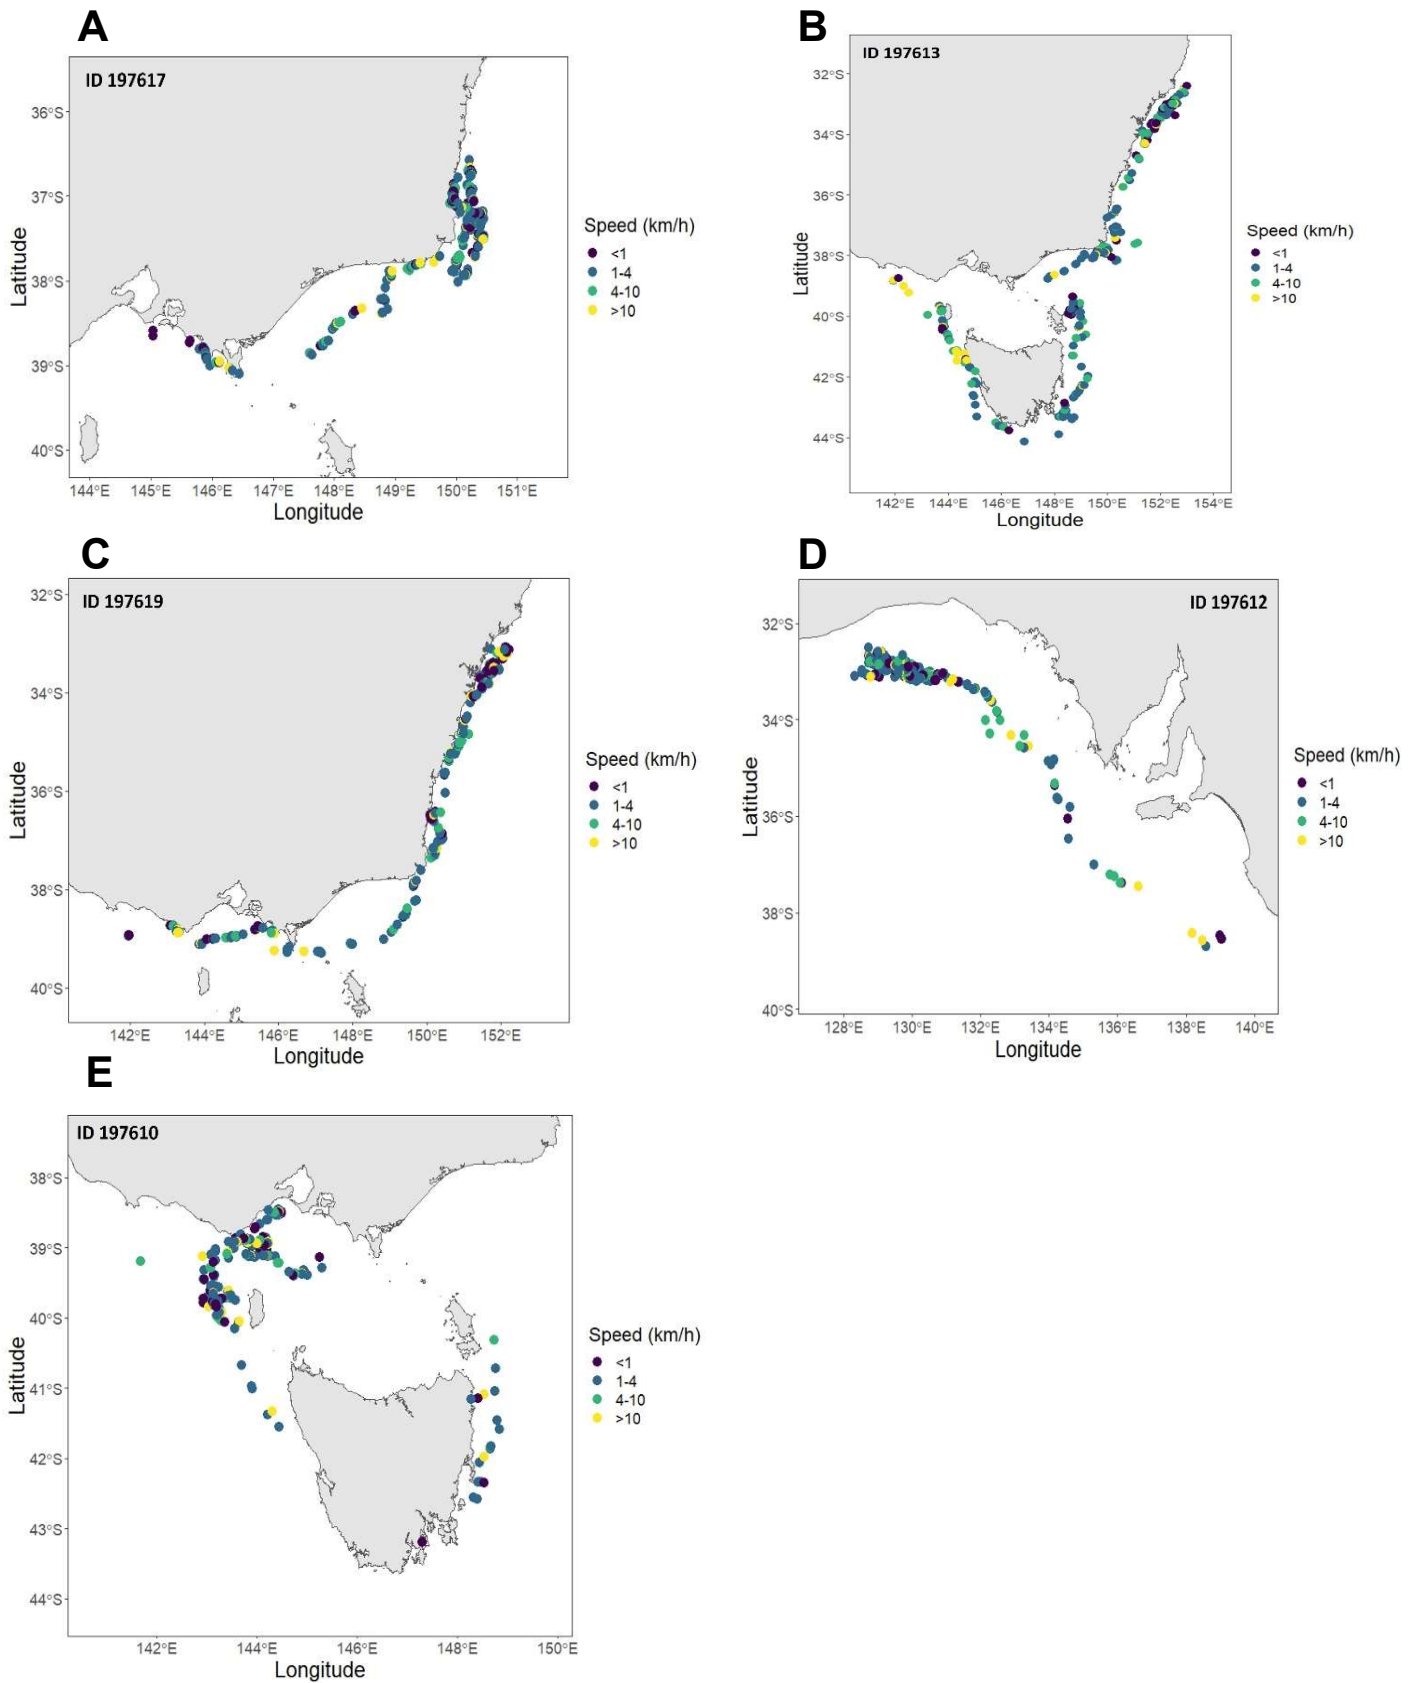 A
ID 197617
36°S
37°S
38°S
39°S
40°S
Latitude
144°E 145°E 146°E 147°E 148°E 149°E 150°E 151°E
Longitude
Speed (km/h)
<1
1-4
4-10
>10
B
ID 197613
32°S
34°S
36°S
38°S
40°S
42°S
44°S
Latitude
142°E 144°E 146°E 148°E 150°E 152°E 154°E
Longitude
Speed (km/h)
<1
1-4
4-10
>10
C
ID 197619
32°S
34°S
36°S
38°S
40°S
Latitude
142°E 144°E 146°E 148°E 150°E 152°E
Longitude
Speed (km/h)
<1
1-4
4-10
>10
D
ID 197612
32°S
34°S
36°S
38°S
40°S
Latitude
128°E 130°E 132°E 134°E 136°E 138°E 140°E
Longitude
Speed (km/h)
<1
1-4
4-10
>10
E
ID 197610
38°S
39°S
40°S
41°S
42°S
43°S
44°S
Latitude
142°E 144°E 146°E 148°E 150°E
Longitude
Speed (km/h)
<1
1-4
4-10
>10